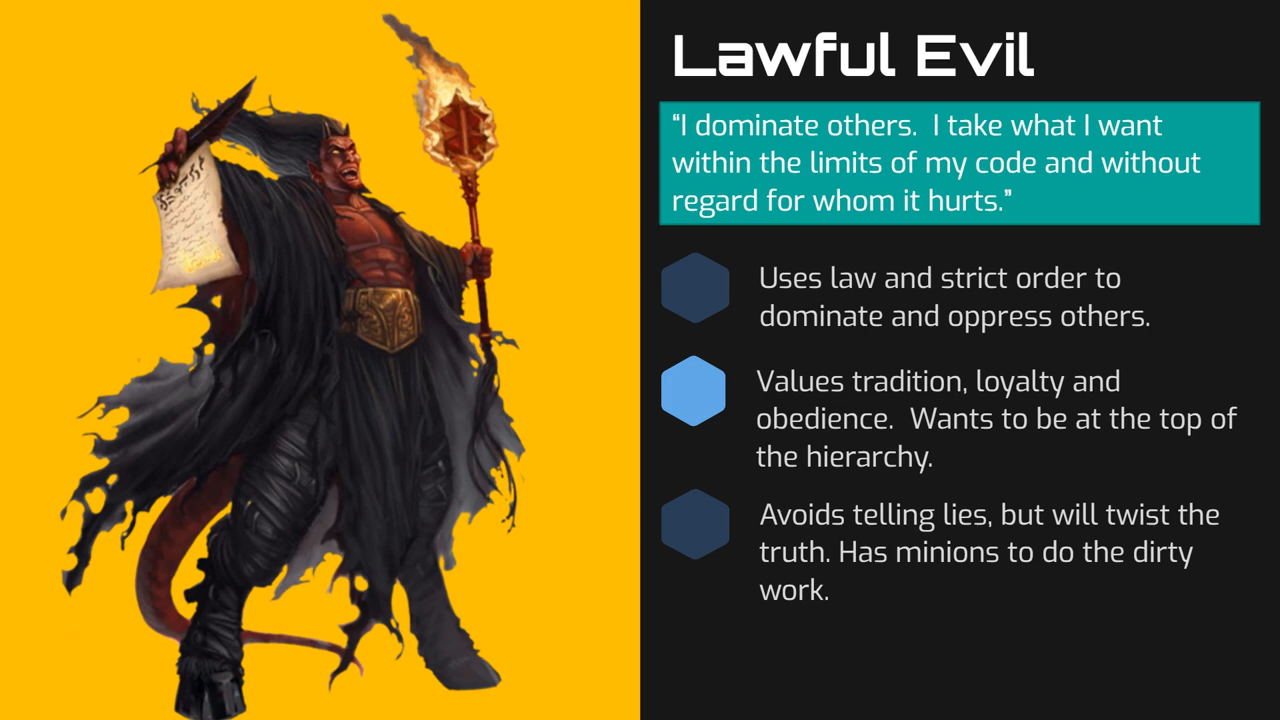 Lawful Evil
“I dominate others.  I take what I want
within the limits of my code and without
regard for whom it hurts.”
Uses law and strict order to
dominate and oppress others.
Values tradition, loyalty and
obedience.  Wants to be at the top of
the hierarchy.
Avoids telling lies, but will twist the
truth. Has minions to do the dirty
work.